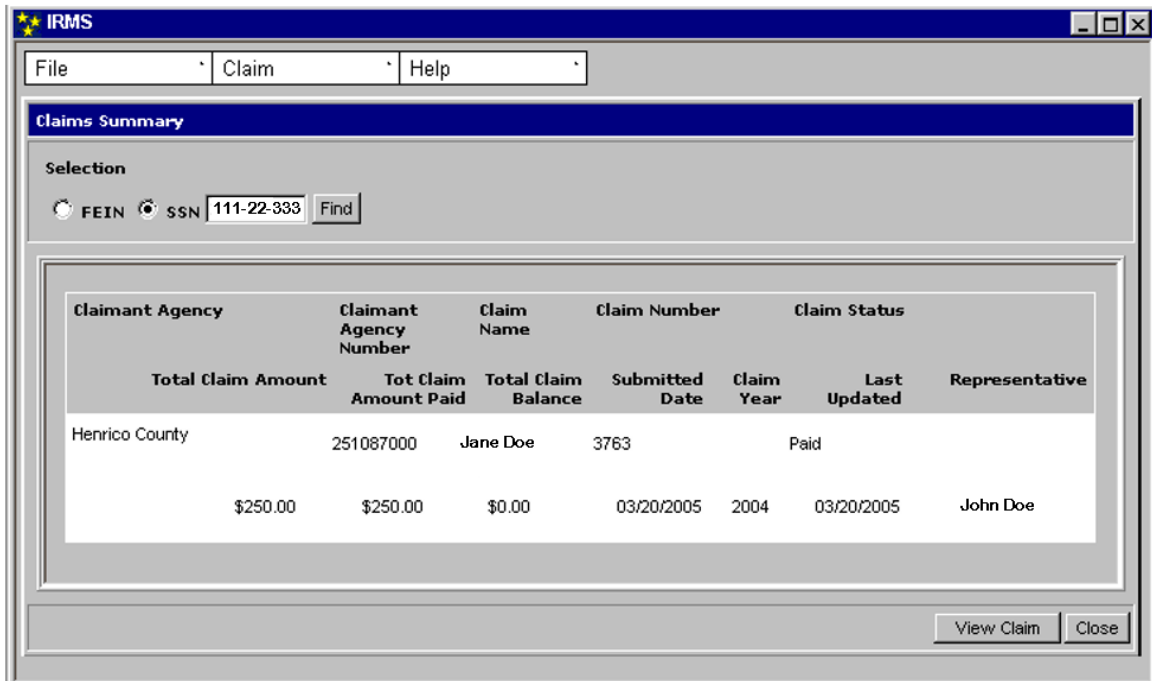 IRMS
File Claim Help
Claims Summary
Selection
FEIN SSN 111-22-333 Find
Claimant Agency Claimant Agency Number Claim Name Claim Number Claim Status
Total Claim Amount Tot Claim Amount Paid Total Claim Balance Submitted Date Claim Year Last Updated Representative
Henrico County 251087000 Jane Doe 3763 Paid
$250.00 $250.00 $0.00 03/20/2005 2004 03/20/2005 John Doe
View Claim Close